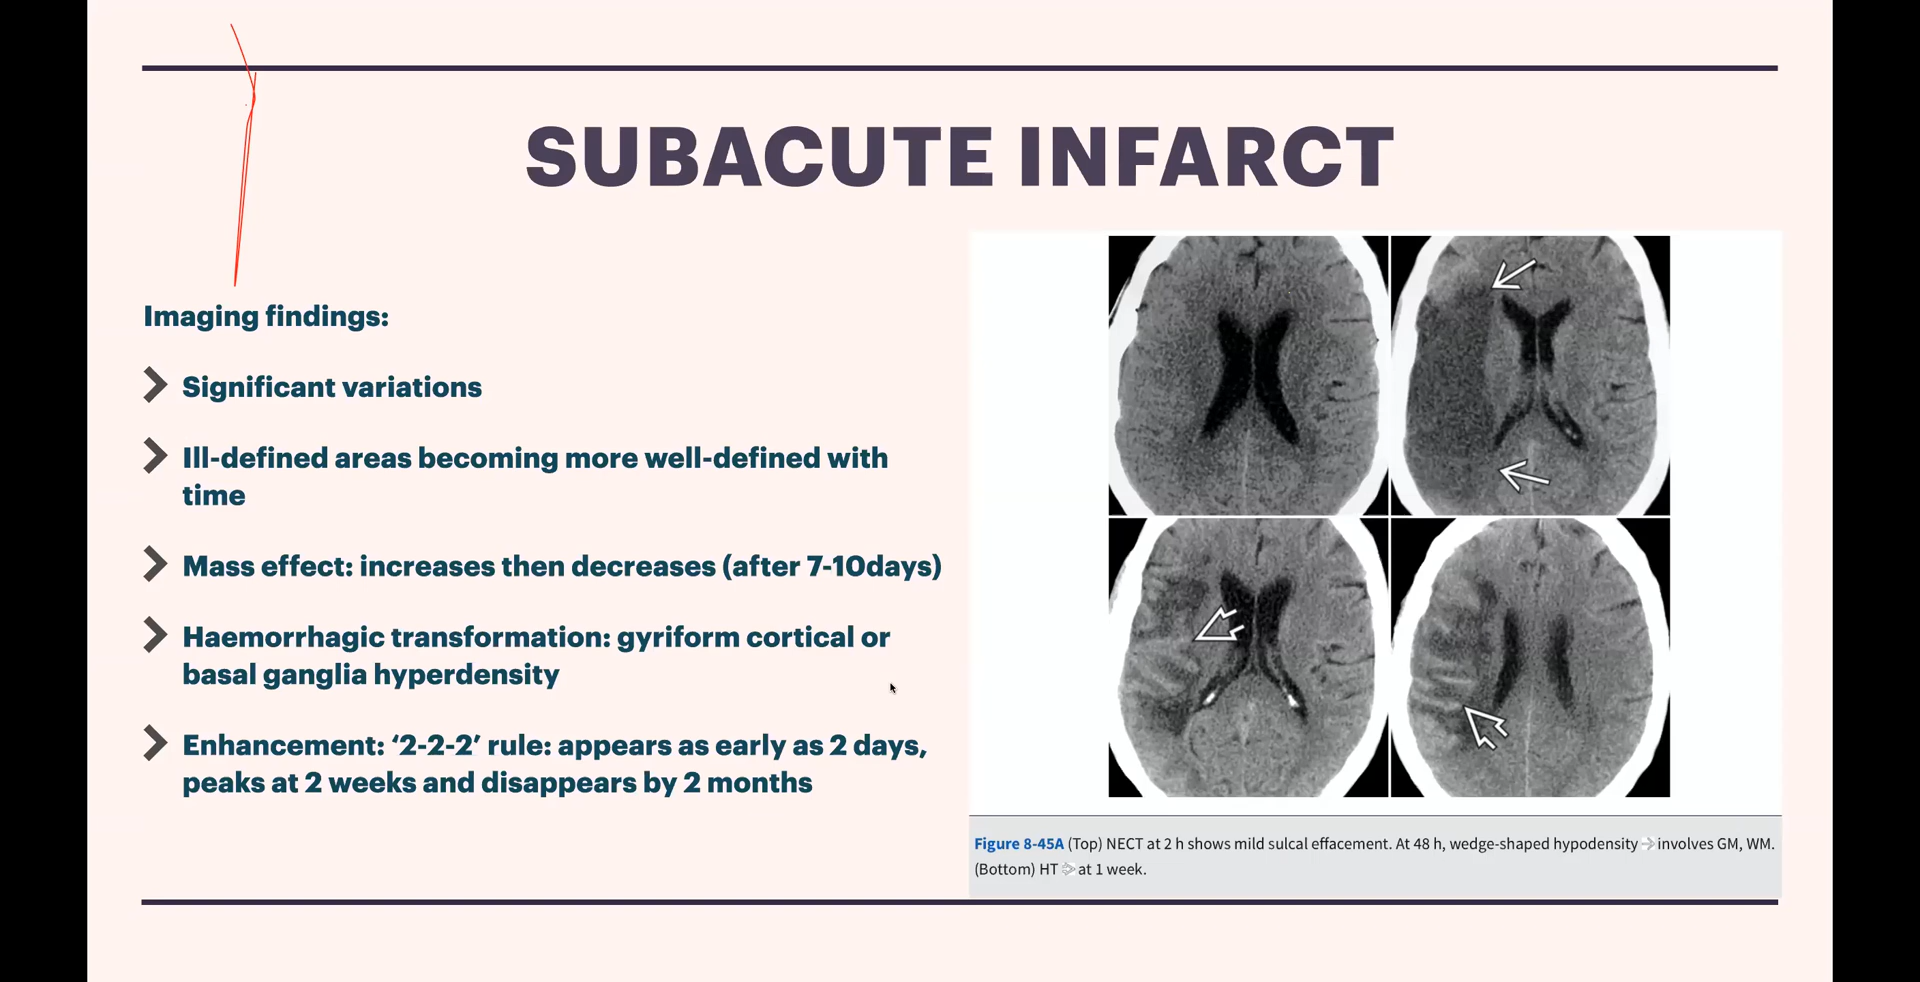 SUBACUTE INFARCT
Imaging findings:
Significant variations
Ill-defined areas becoming more well-defined with
time
Mass effect: increases then decreases (after 7-10days)
Haemorrhagic transformation: gyriform cortical or
basal ganglia hyperdensity
Enhancement: ‘2-2-2’ rule: appears as early as 2 days,
peaks at 2 weeks and disappears by 2 months
Figure 8-45A (Top) NECT at 2 h shows mild sulcal effacement. At 48 h, wedge-shaped hypodensity involves GM, WM.
(Bottom) HT at 1 week.